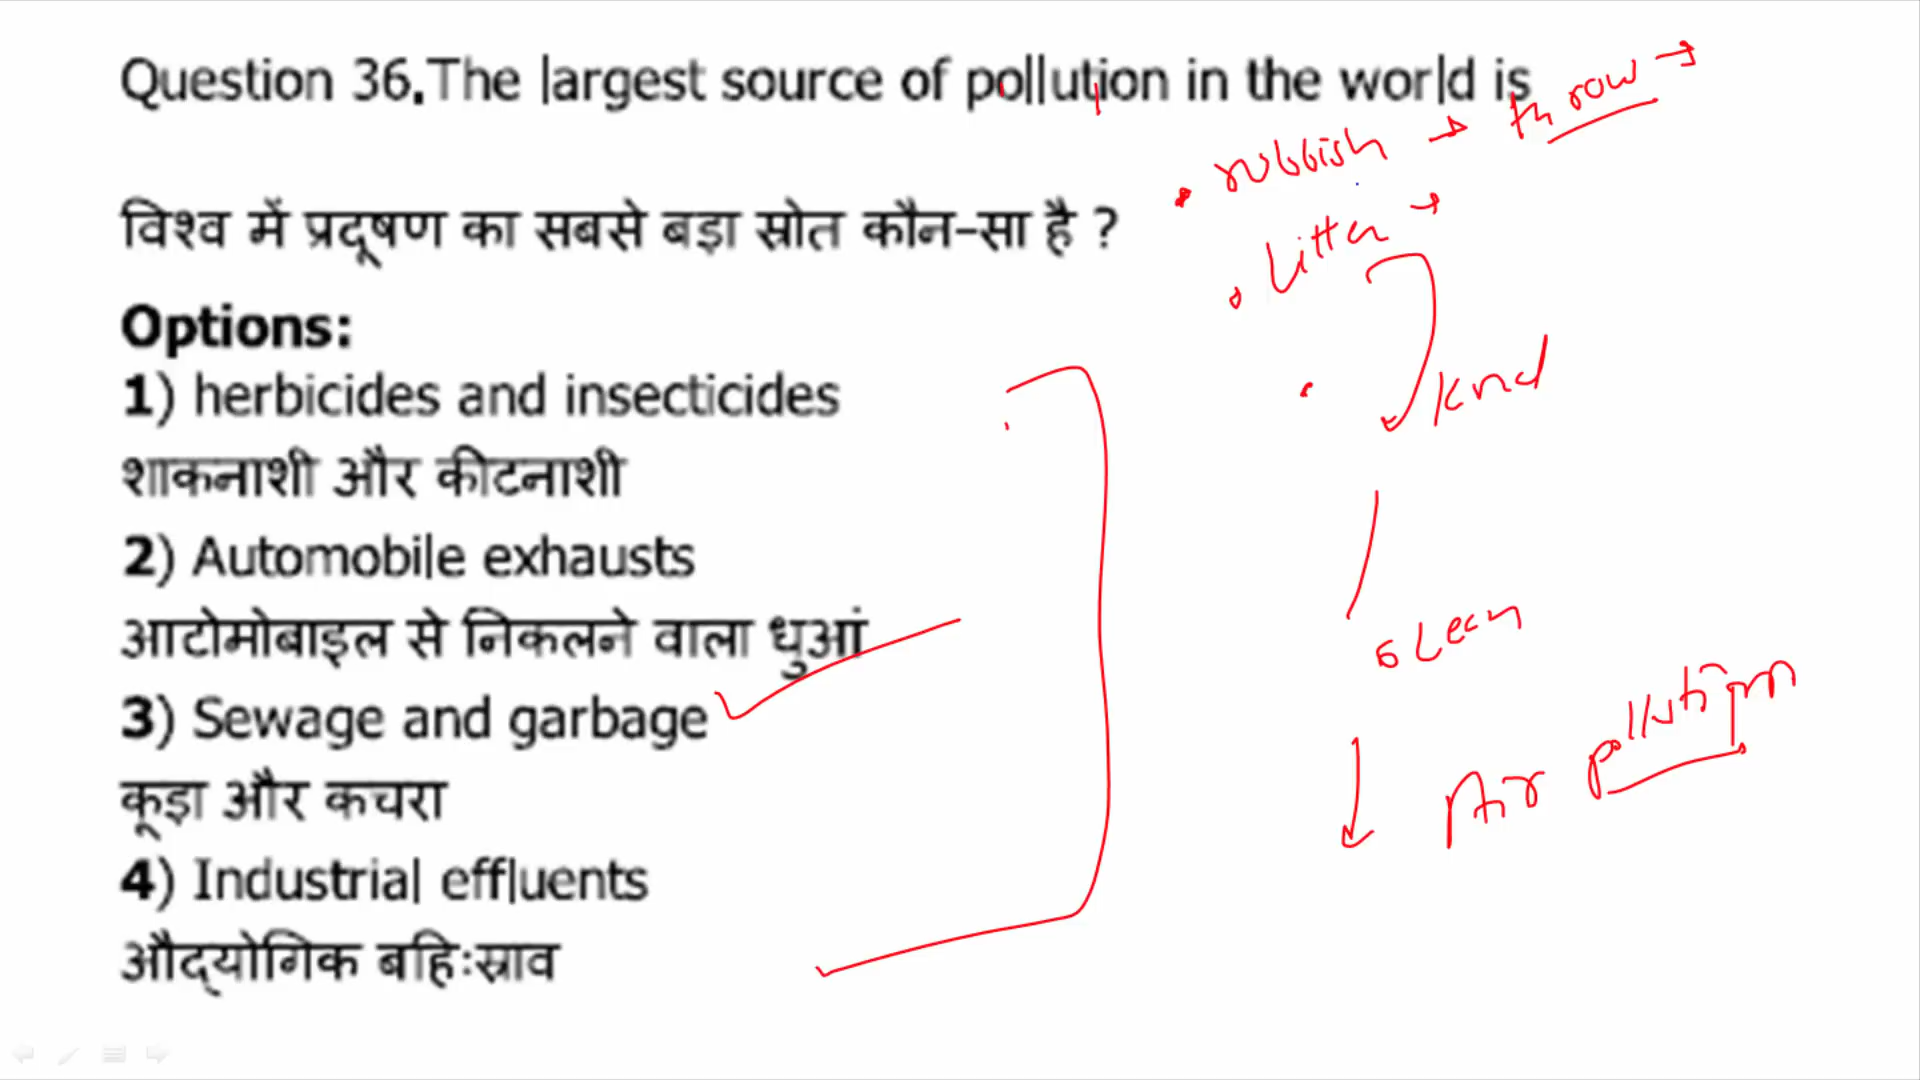 Question 36.The largest source of pollution in the world is
throw
rubbish
विश्व में प्रदूषण का सबसे बड़ा स्रोत कौन-सा है ?
Litter
Options:
1) herbicides and insecticides
शाकनाशी और कीटनाशी
2) Automobile exhausts
आटोमोबाइल से निकलने वाला धुआं
3) Sewage and garbage
Air pollution
कूड़ा और कचरा
4) Industrial effluents
औद्योगिक बहिःस्राव